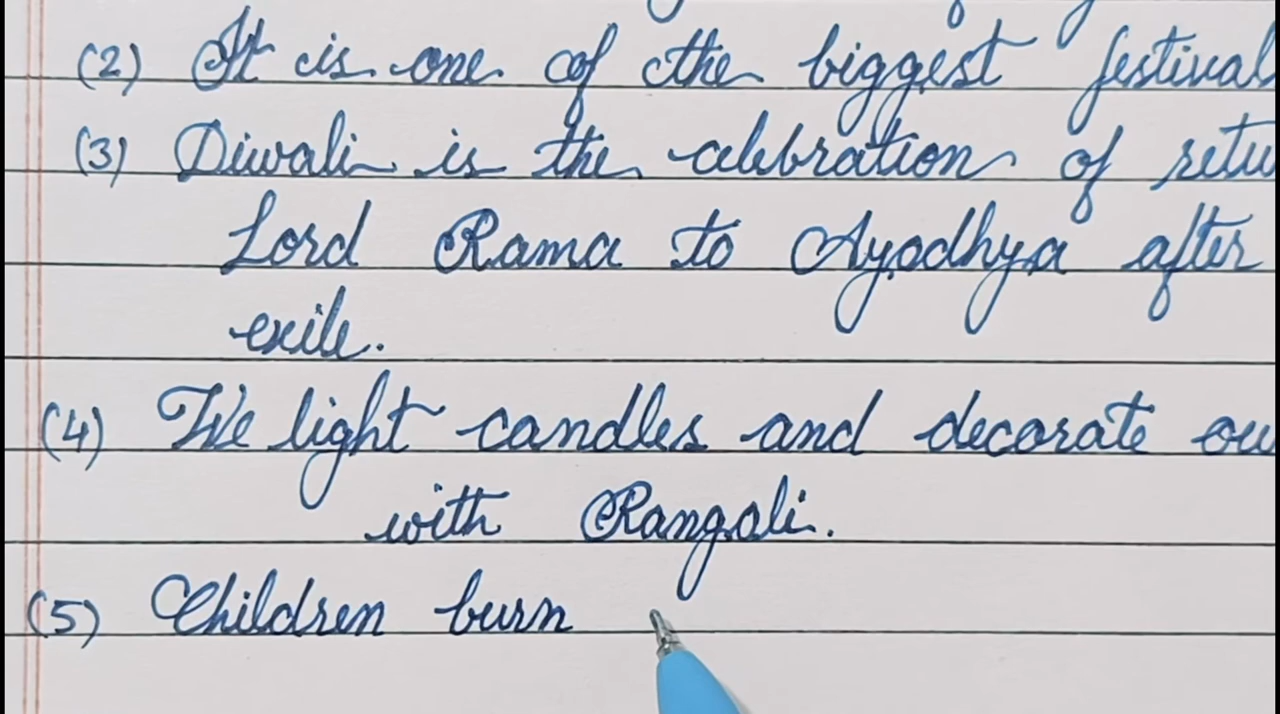 (2) It is one of the biggest festival
(3) Diwali is the celebration of retu
Lord Rama to Ayodhya after
exile.
(4) We light candles and decorate ou
with Rangoli.
(5) Children burn